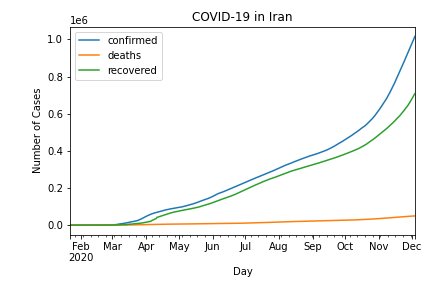 COVID-19 in Iran
1e6
confirmed
deaths
recovered
Number of Cases
1.0
0.8
0.6
0.4
0.2
0.0
Feb Mar Apr May Jun Jul Aug Sep Oct Nov Dec
2020
Day